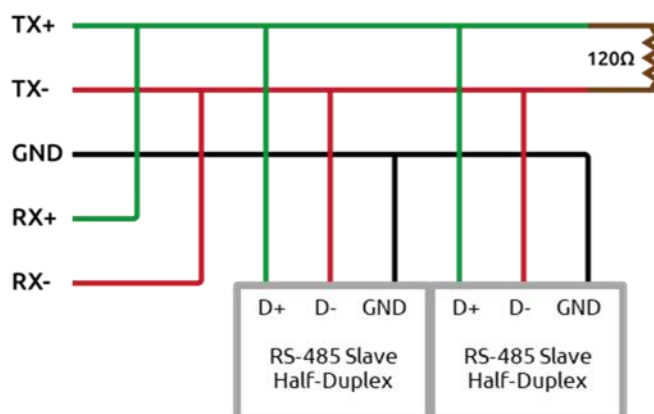 TX+
120Ω
TX-
GND
RX+
RX-
D+ D- GND
RS-485 Slave
Half-Duplex
D+ D- GND
RS-485 Slave
Half-Duplex